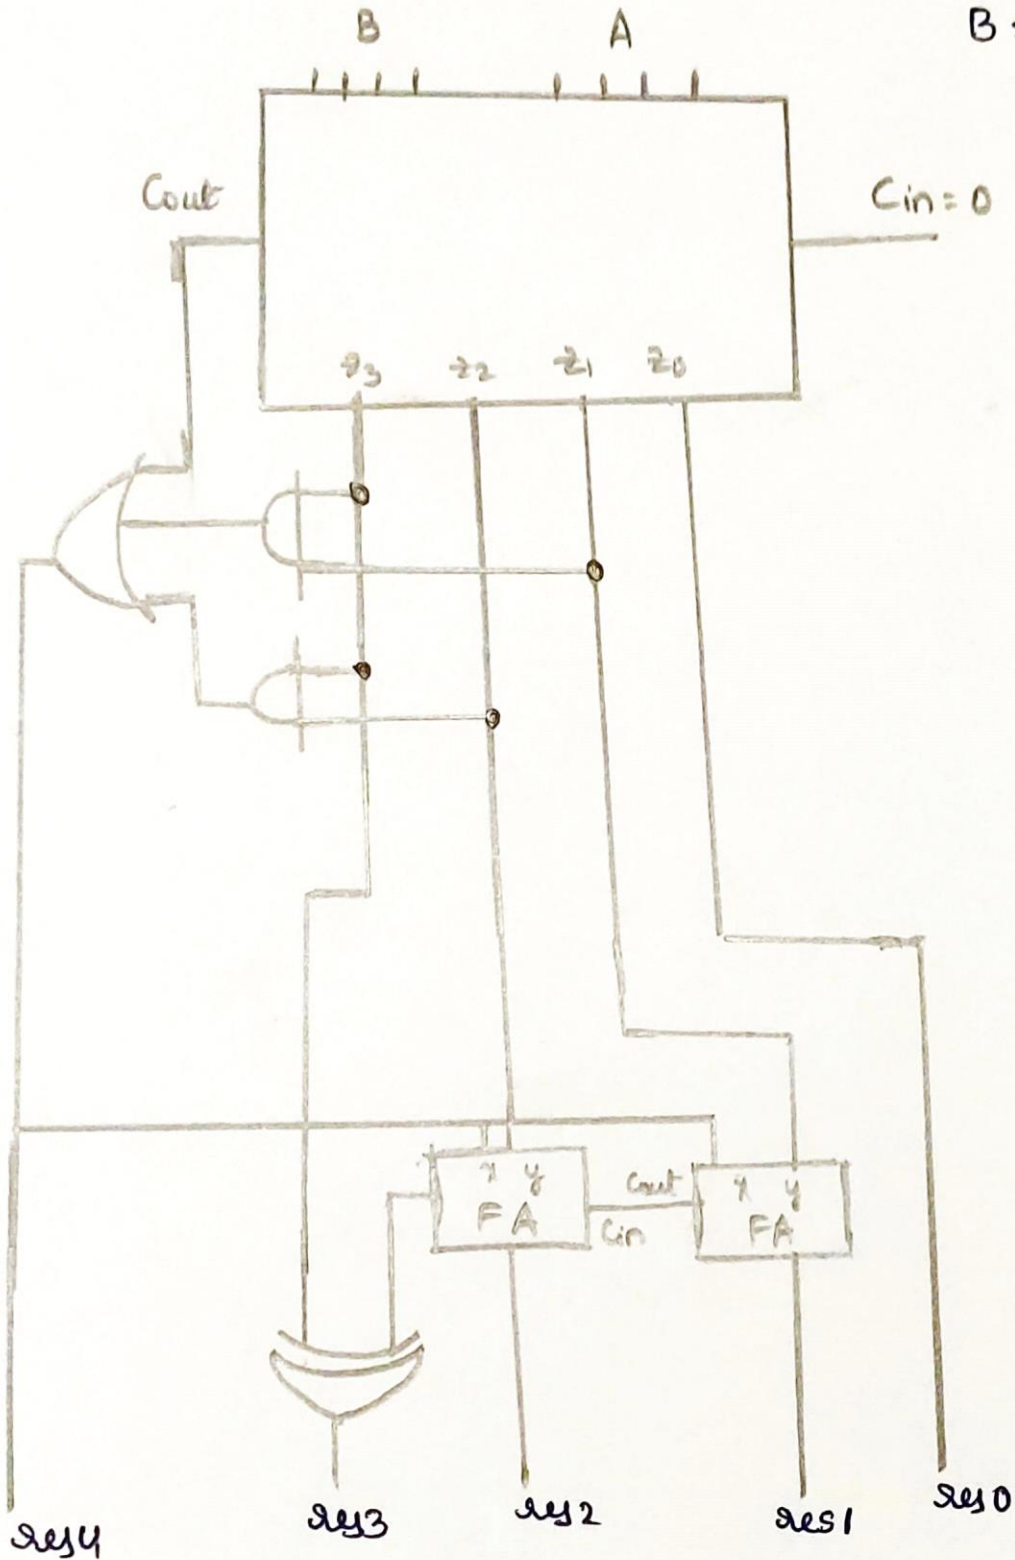 B A B
Cout Cin = 0
z3 z2 z1 z0
x y Cout x y
FA Cin FA
res4 res3 res2 res1 res0